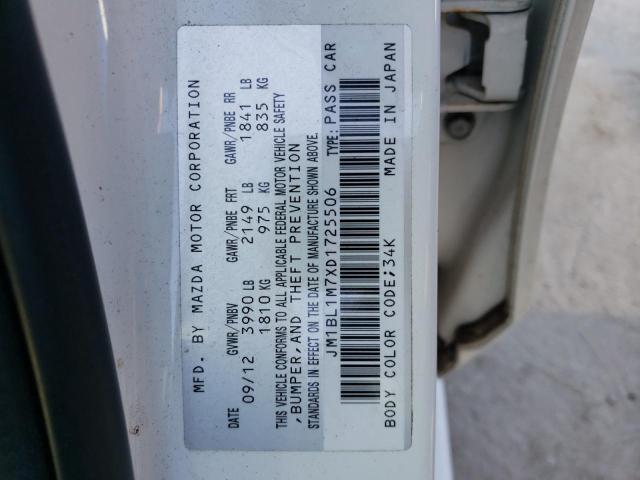 MFD. BY MAZDA MOTOR CORPORATION
DATE GVWR/PNBV GAWR/PNBE FRT GAWR/PNBE RR
09/12 3990 LB 2149 LB 1841 LB
1810 KG 975 KG 835 KG
THIS VEHICLE CONFORMS TO ALL APPLICABLE FEDERAL MOTOR VEHICLE SAFETY
,BUMPER,AND THEFT PREVENTION
STANDARDS IN EFFECT ON THE DATE OF MANUFACTURE SHOWN ABOVE.
JM1BL1M7XD1725506 TYPE: PASS CAR
BODY COLOR CODE;34K MADE IN JAPAN